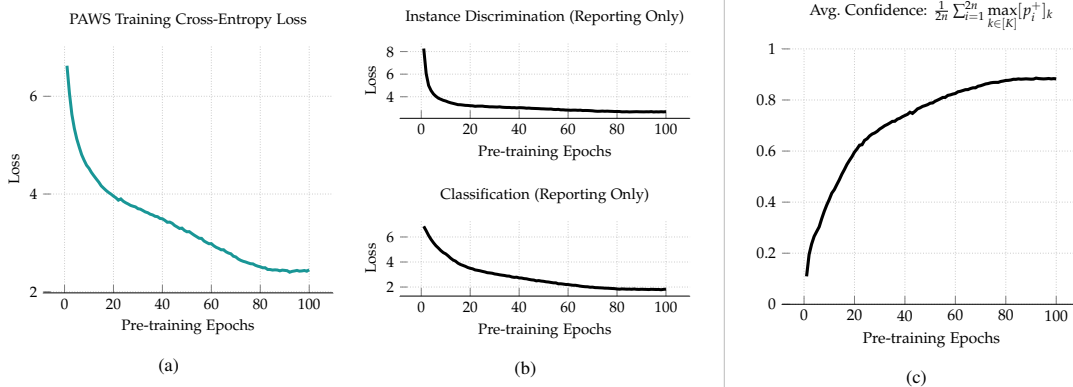 PAWS Training Cross-Entropy Loss
6
4
2
Loss
0 20 40 60 80 100
Pre-training Epochs
(a)
Instance Discrimination (Reporting Only)
8
6
4
Loss
0 20 40 60 80 100
Pre-training Epochs
Classification (Reporting Only)
6
4
2
Loss
0 20 40 60 80 100
Pre-training Epochs
(b)
Avg. Confidence: $\frac{1}{2n} \sum_{i=1}^{2n} \max_{k \in [K]} [p_i^+]_k$
1
0.8
0.6
0.4
0.2
0
0 20 40 60 80 100
Pre-training Epochs
(c)